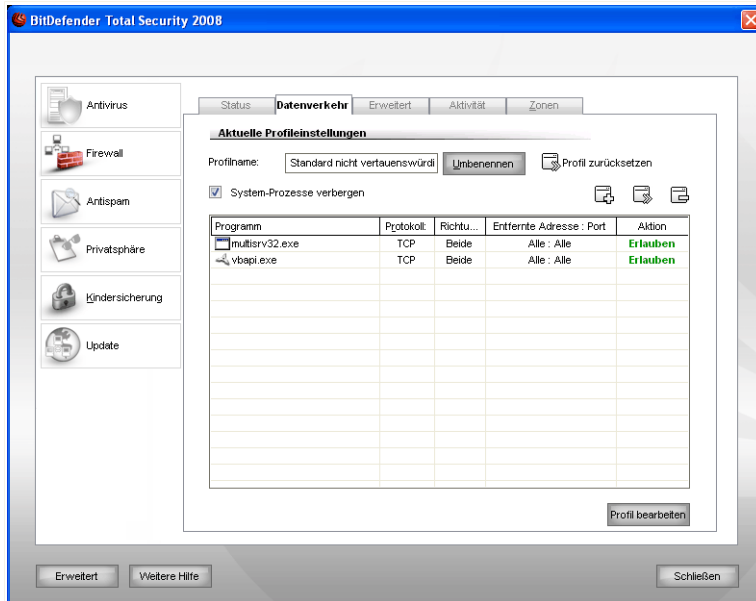 BitDefender Total Security 2008
Antivirus
Firewall
Antispam
Privatsphäre
Kindersicherung
Update
Status
Datenverkehr
Erweitert
Aktivität
Zonen
Aktuelle Profileinstellungen
Profilname:
Standard nicht vertauenswürdi
Umbenennen
Profil zurücksetzen
System-Prozesse verbergen
Programm Protokoll: Richtu... Entfernte Adresse : Port Aktion
multisrv32.exe TCP Beide Alle : Alle Erlauben
vbapi.exe TCP Beide Alle : Alle Erlauben
Profil bearbeiten
Erweitert
Weitere Hilfe
Schließen